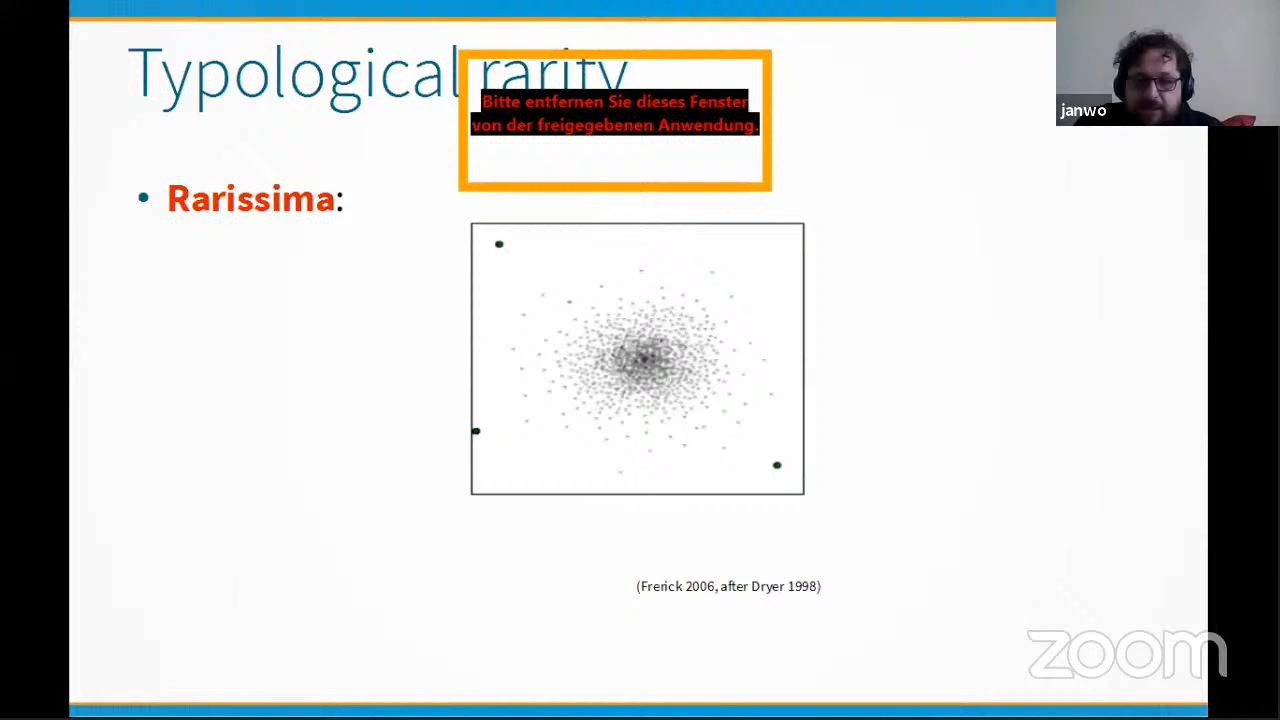 Typological rarity
Bitte entfernen Sie dieses Fenster
von der freigegebenen Anwendung.
janwo
• Rarissima:
(Frerick 2006, after Dryer 1998)
zoom